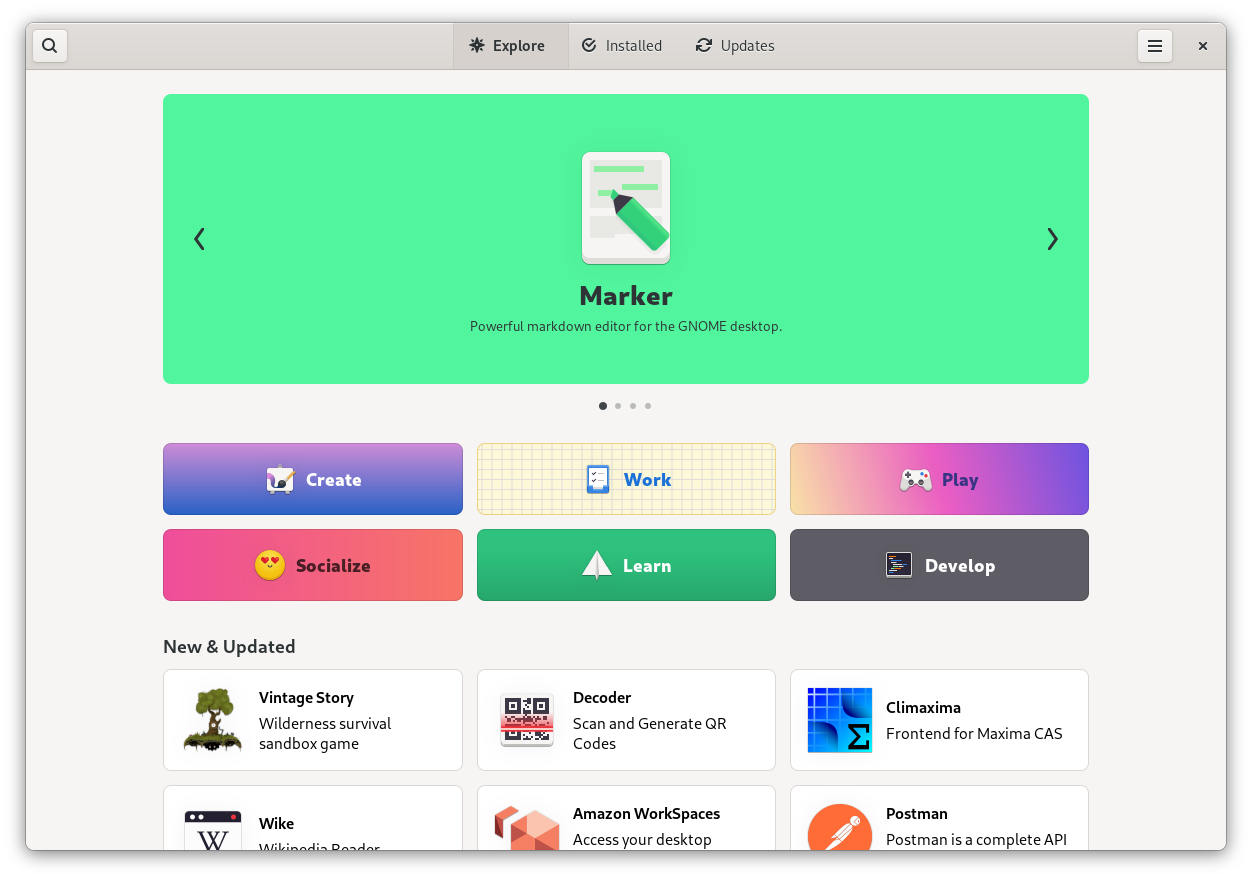 Explore
Installed
Updates
Marker
Powerful markdown editor for the GNOME desktop.
Create
Work
Play
Socialize
Learn
Develop
New & Updated
Vintage Story
Wilderness survival
sandbox game
Decoder
Scan and Generate QR
Codes
Climaxima
Frontend for Maxima CAS
Wike
Wikipedia Reader
W
Amazon WorkSpaces
Access your desktop
Postman
Postman is a complete API